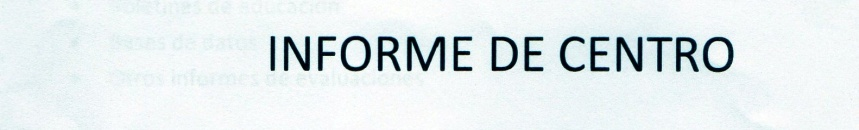 Boletines de educación
Bases de datos
INFORME DE CENTRO
Otros informes de evaluaciones